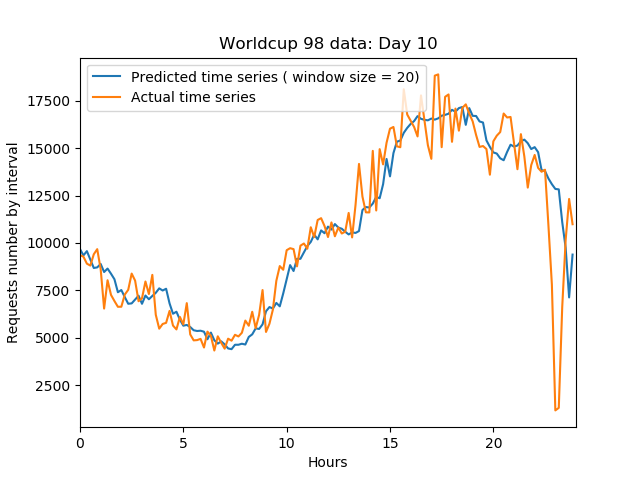 Worldcup 98 data: Day 10
Predicted time series ( window size = 20)
Actual time series
Requests number by interval
17500
15000
12500
10000
7500
5000
2500
0 5 10 15 20
Hours